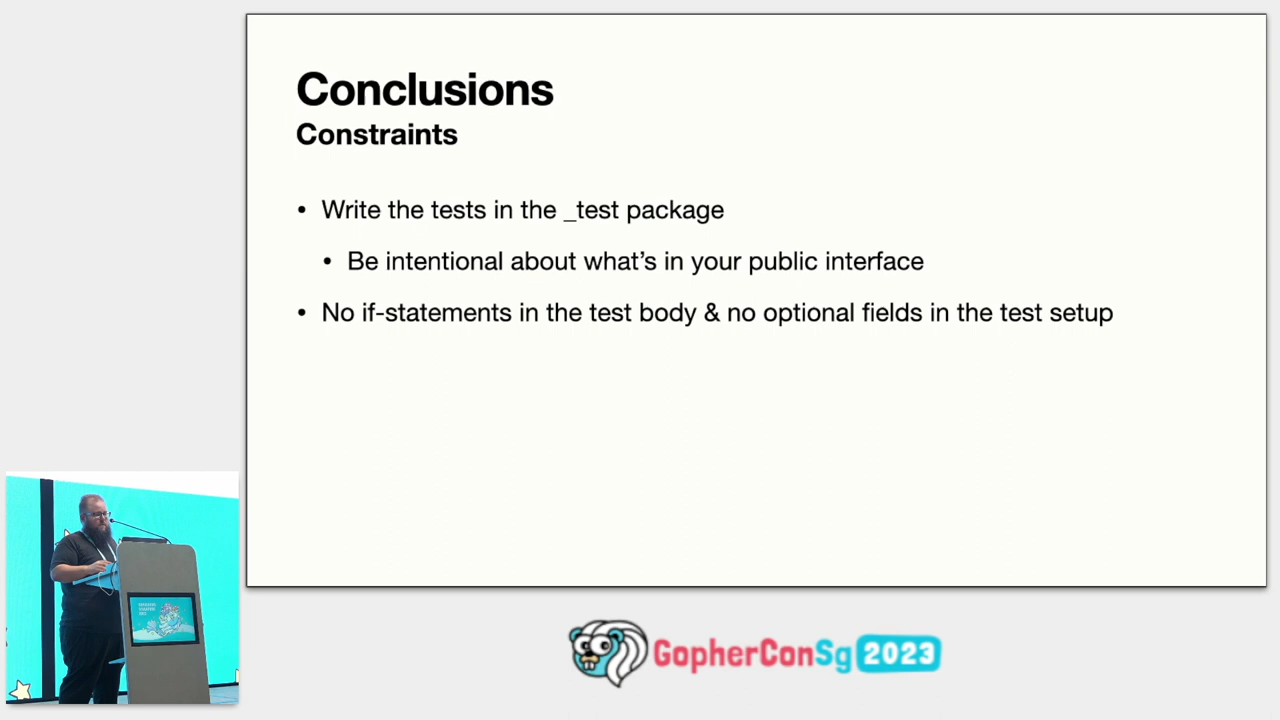 Conclusions
Constraints
• Write the tests in the _test package
• Be intentional about what's in your public interface
• No if-statements in the test body & no optional fields in the test setup
GopherConSg 2023